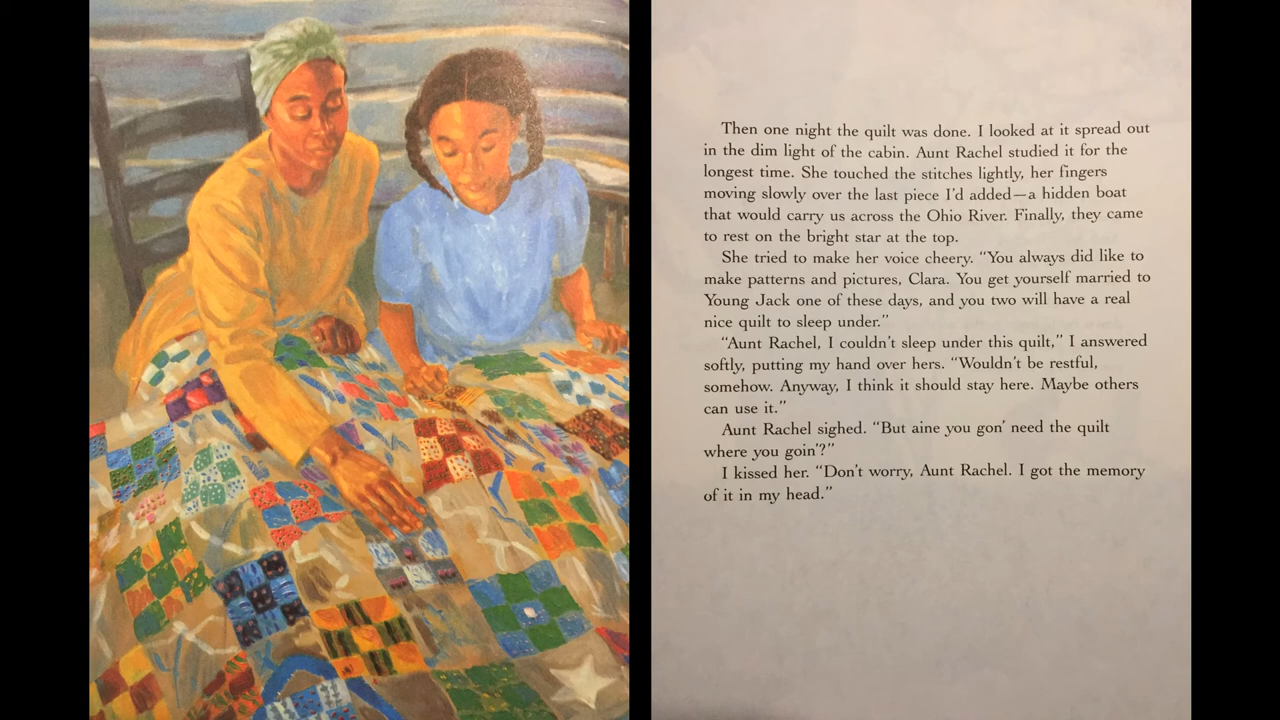 Then one night the quilt was done. I looked at it spread out
in the dim light of the cabin. Aunt Rachel studied it for the
longest time. She touched the stitches lightly, her fingers
moving slowly over the last piece I'd added—a hidden boat
that would carry us across the Ohio River. Finally, they came
to rest on the bright star at the top.
She tried to make her voice cheery. “You always did like to
make patterns and pictures, Clara. You get yourself married to
Young Jack one of these days, and you two will have a real
nice quilt to sleep under.”
“Aunt Rachel, I couldn't sleep under this quilt,” I answered
softly, putting my hand over hers. “Wouldn't be restful,
somehow. Anyway, I think it should stay here. Maybe others
can use it.”
Aunt Rachel sighed. “But aine you gon' need the quilt
where you goin'?”
I kissed her. “Don't worry, Aunt Rachel. I got the memory
of it in my head.”